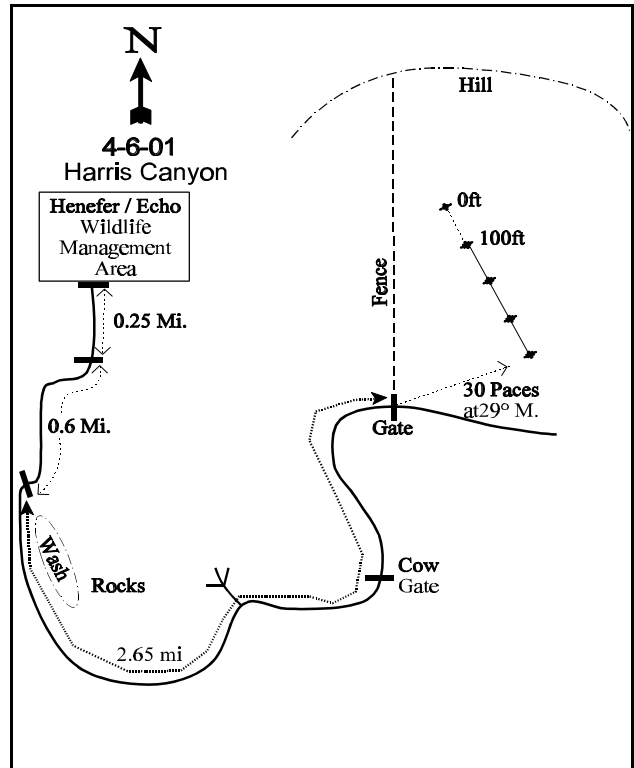 N
4-6-01
Harris Canyon
Henefer / Echo
Wildlife
Management
Area
Hill
0ft
100ft
Fence
0.25 Mi.
0.6 Mi.
30 Paces
at29° M.
Gate
Wash
Rocks
Cow
Gate
2.65 mi